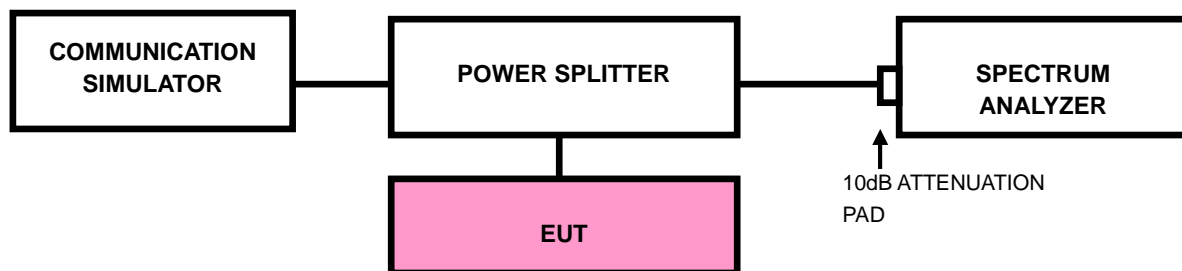 COMMUNICATION
SIMULATOR
POWER SPLITTER
SPECTRUM
ANALYZER
10dB ATTENUATION
PAD
EUT